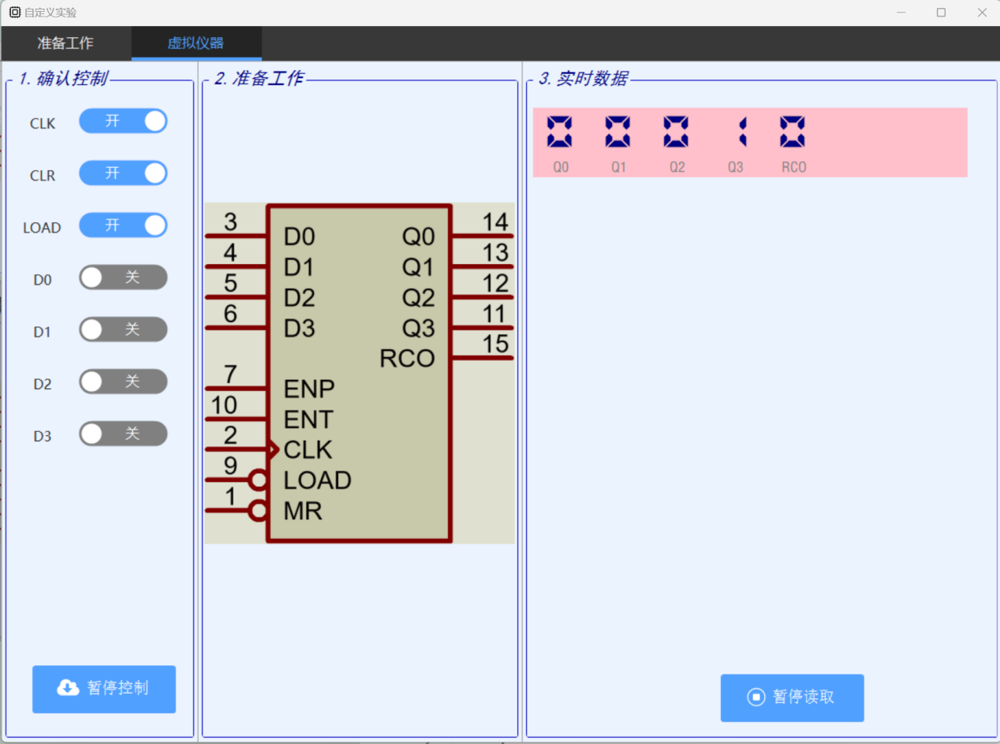 自定义实验
准备工作 虚拟仪器
1. 确认控制
CLK 开
CLR 开
LOAD 开
D0 关
D1 关
D2 关
D3 关
暂停控制
2. 准备工作
3 D0 Q0 14
4 D1 Q1 13
5 D2 Q2 12
6 D3 Q3 11
RCO 15
7 ENP
10 ENT
2 CLK
9 LOAD
1 MR
3. 实时数据
0 0 0 1 0
Q0 Q1 Q2 Q3 RCO
暂停读取